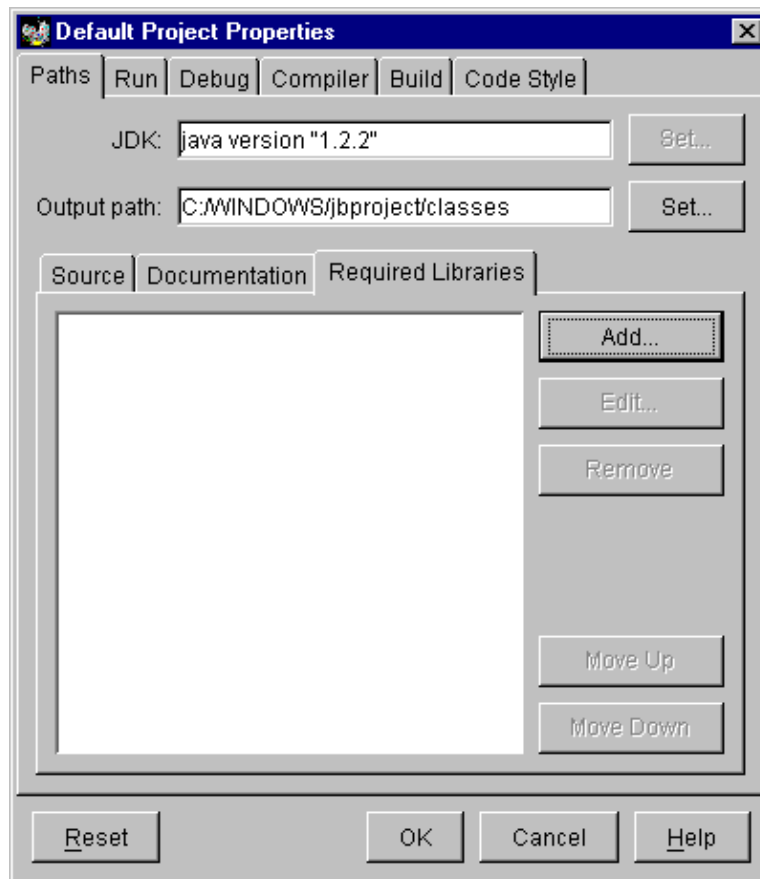 Default Project Properties
Paths Run Debug Compiler Build Code Style
JDK: java version "1.2.2" Set...
Output path: C:/WINDOWS/jbproject/classes Set...
Source Documentation Required Libraries
Add...
Edit...
Remove
Move Up
Move Down
Reset OK Cancel Help